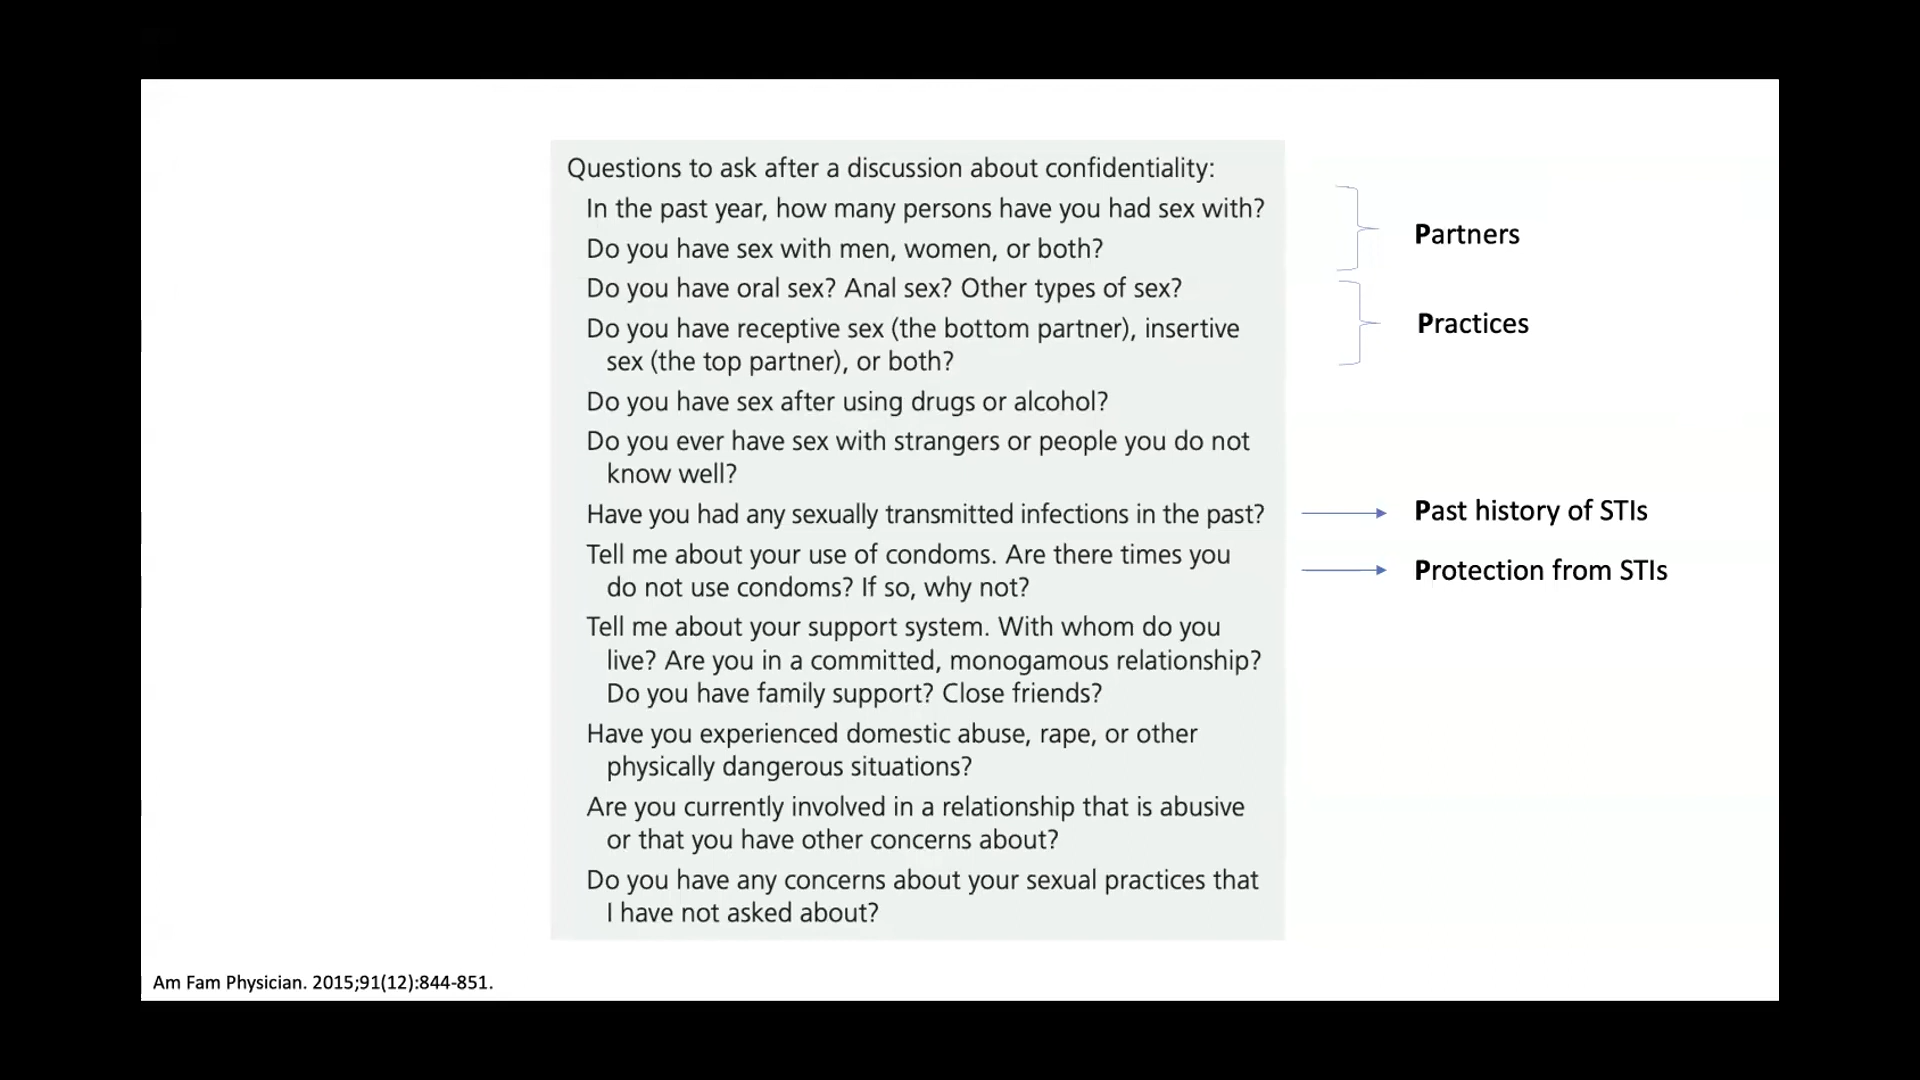 Questions to ask after a discussion about confidentiality:
In the past year, how many persons have you had sex with?
Do you have sex with men, women, or both?
Do you have oral sex? Anal sex? Other types of sex?
Do you have receptive sex (the bottom partner), insertive
sex (the top partner), or both?
Do you have sex after using drugs or alcohol?
Do you ever have sex with strangers or people you do not
know well?
Have you had any sexually transmitted infections in the past?
Tell me about your use of condoms. Are there times you
do not use condoms? If so, why not?
Tell me about your support system. With whom do you
live? Are you in a committed, monogamous relationship?
Do you have family support? Close friends?
Have you experienced domestic abuse, rape, or other
physically dangerous situations?
Are you currently involved in a relationship that is abusive
or that you have other concerns about?
Do you have any concerns about your sexual practices that
I have not asked about?
Partners
Practices
Past history of STIs
Protection from STIs
Am Fam Physician. 2015;91(12):844-851.